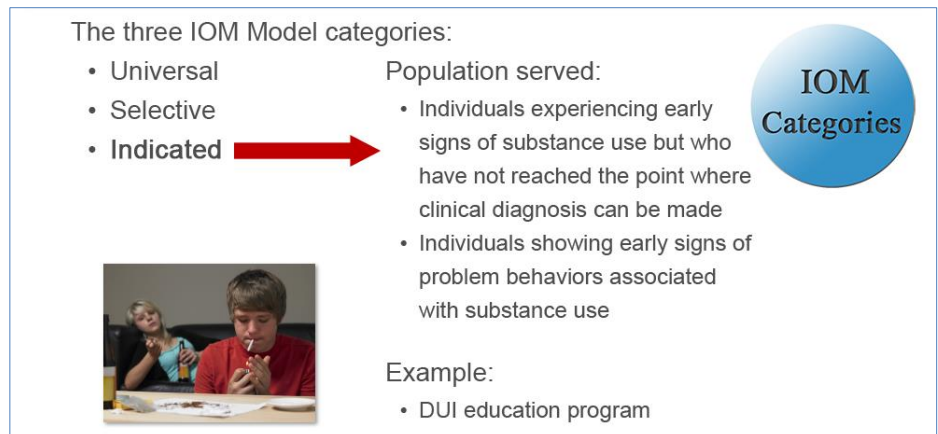 The three IOM Model categories:
• Universal
• Selective
• Indicated
Population served:
• Individuals experiencing early
signs of substance use but who
have not reached the point where
clinical diagnosis can be made
• Individuals showing early signs of
problem behaviors associated
with substance use
Example:
• DUI education program
IOM
Categories